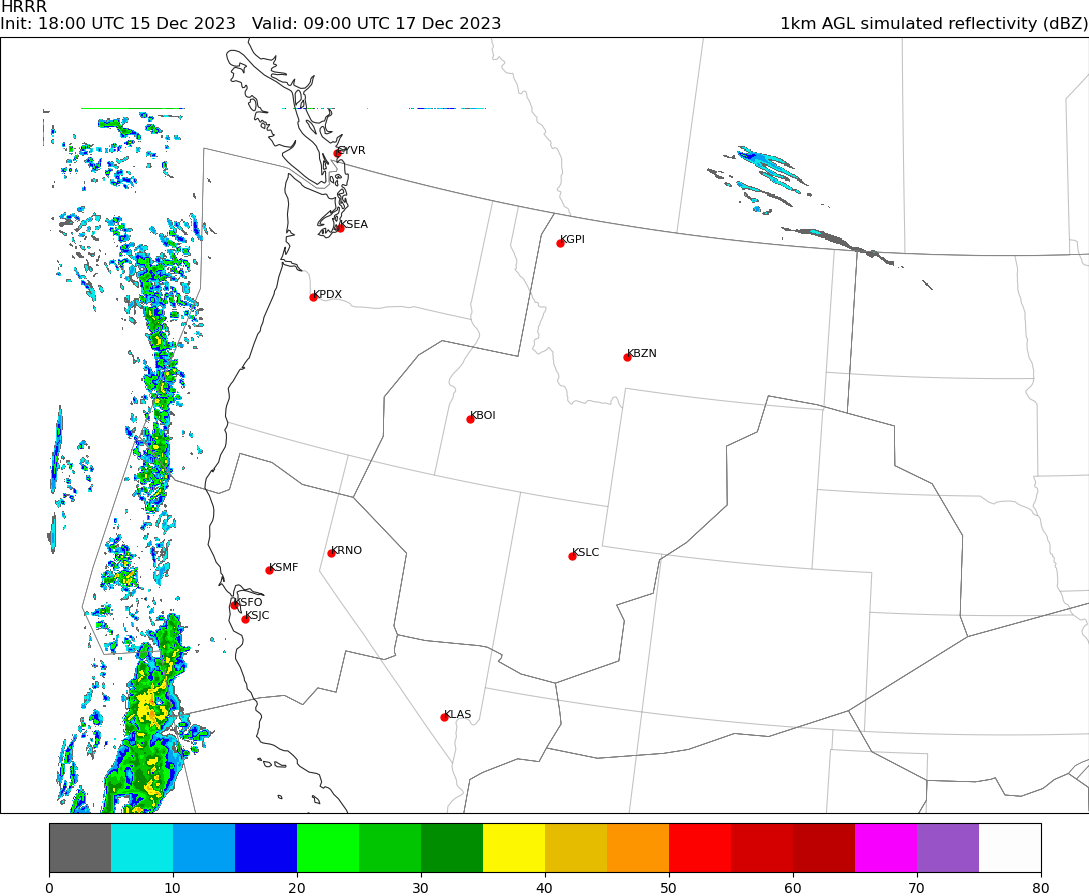 HRRR
Init: 18:00 UTC 15 Dec 2023   Valid: 09:00 UTC 17 Dec 2023
1km AGL simulated reflectivity (dBZ)
CYVR
KSEA
KGPI
KPDX
KBZN
KBOI
KRNO
KSLC
KSMF
KSFO
KSJC
KLAS
0 10 20 30 40 50 60 70 80